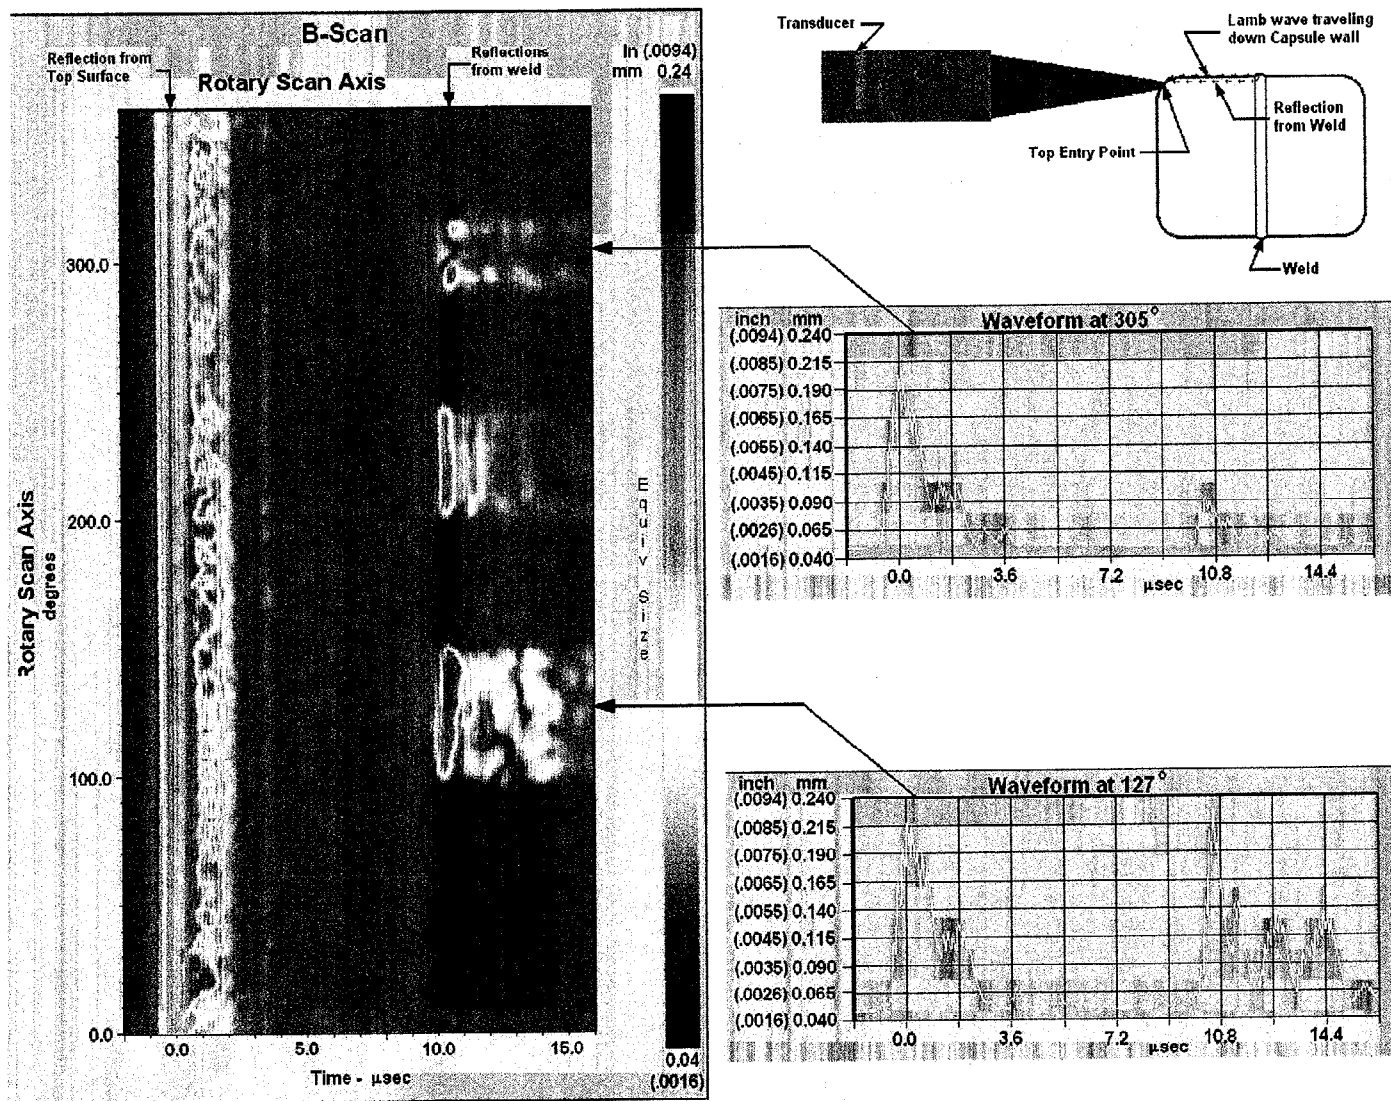 B-Scan
Reflection from
Top Surface
Reflections
from weld
In (.0094)
mm 0.24
Rotary Scan Axis
300.0
200.0
100.0
0.0
Rotary Scan Axis
degrees
0.0 5.0 10.0 15.0
Time - μsec
Equiv Size
0.04
(.0016)
Transducer
Lamb wave traveling
down Capsule wall
Reflection
from Weld
Top Entry Point
Weld
inch mm
Waveform at 305°
(.0094) 0.240
(.0085) 0.215
(.0075) 0.190
(.0065) 0.165
(.0055) 0.140
(.0045) 0.115
(.0035) 0.090
(.0026) 0.065
(.0016) 0.040
0.0 3.6 7.2 10.8 14.4
μsec
inch mm
Waveform at 127°
(.0094) 0.240
(.0085) 0.215
(.0075) 0.190
(.0065) 0.165
(.0055) 0.140
(.0045) 0.115
(.0035) 0.090
(.0026) 0.065
(.0016) 0.040
0.0 3.6 7.2 10.8 14.4
μsec